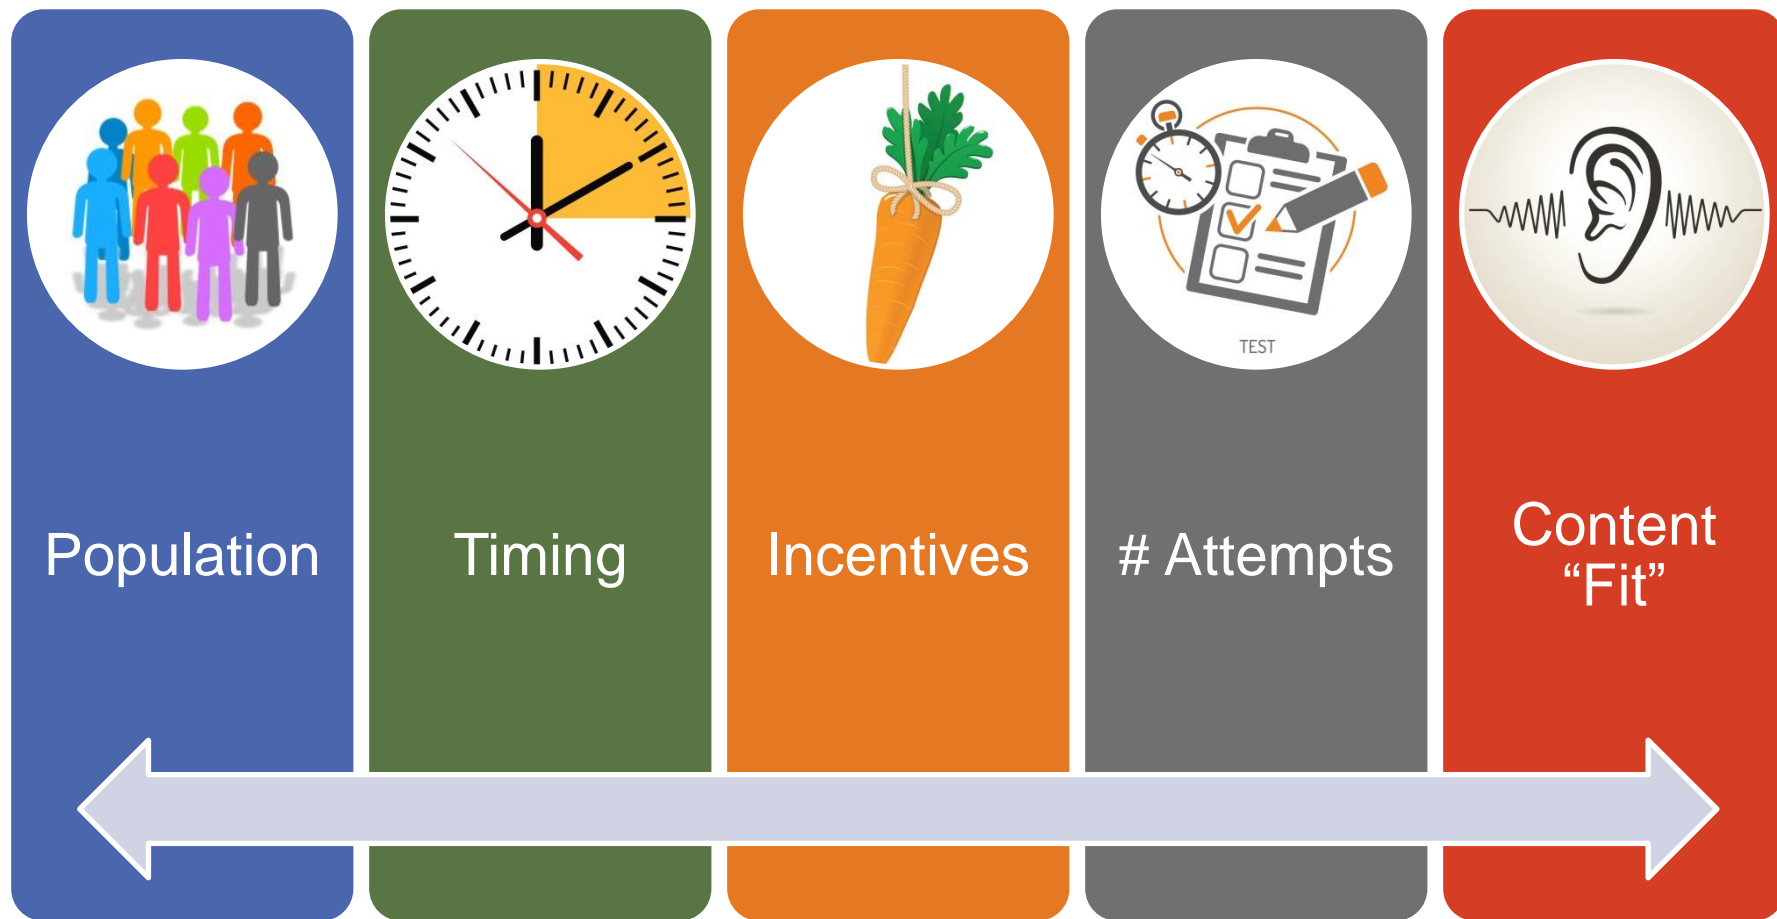 TEST
Population
Timing
Incentives
# Attempts
Content
“Fit”